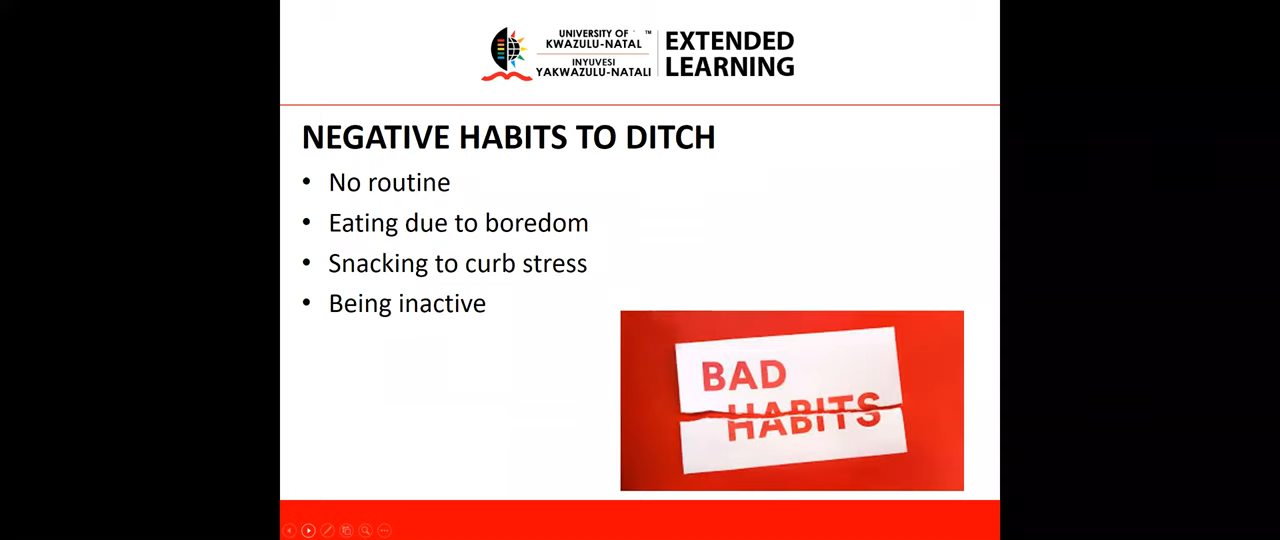 UNIVERSITY OF ™
KWAZULU-NATAL
INYUVESI
YAKWAZULU-NATALI
EXTENDED
LEARNING
NEGATIVE HABITS TO DITCH
• No routine
• Eating due to boredom
• Snacking to curb stress
• Being inactive
BAD
HABITS